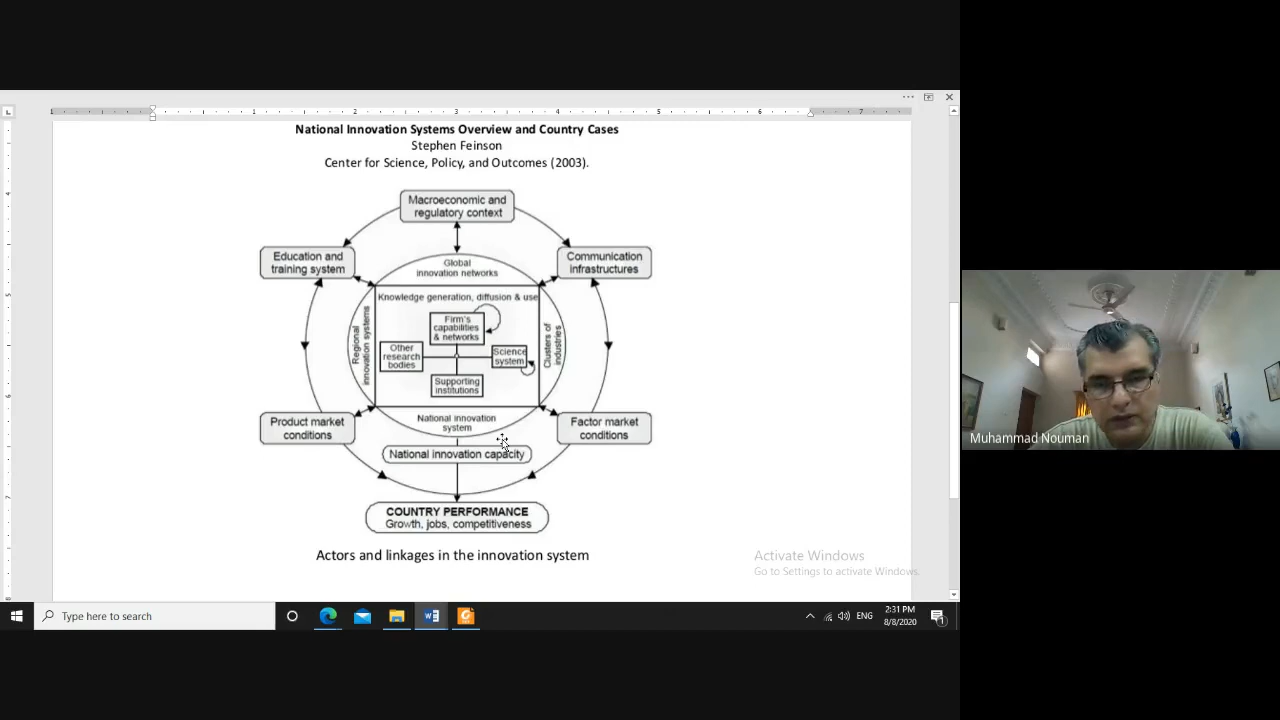 National Innovation Systems Overview and Country Cases
Stephen Feinson
Center for Science, Policy, and Outcomes (2003).
Macroeconomic and
regulatory context
Education and
training system
Communication
infrastructures
Global
innovation networks
Knowledge generation, diffusion & use
Regional
innovation systems
Firm's
capabilities
& networks
Clusters of
industries
Other
research
bodies
Science
system
Supporting
institutions
Product market
conditions
National innovation
system
Factor market
conditions
National innovation capacity
COUNTRY PERFORMANCE
Growth, jobs, competitiveness
Actors and linkages in the innovation system
Activate Windows
Go to Settings to activate Windows.
Muhammad Nouman
Type here to search
ENG
2:31 PM
8/8/2020